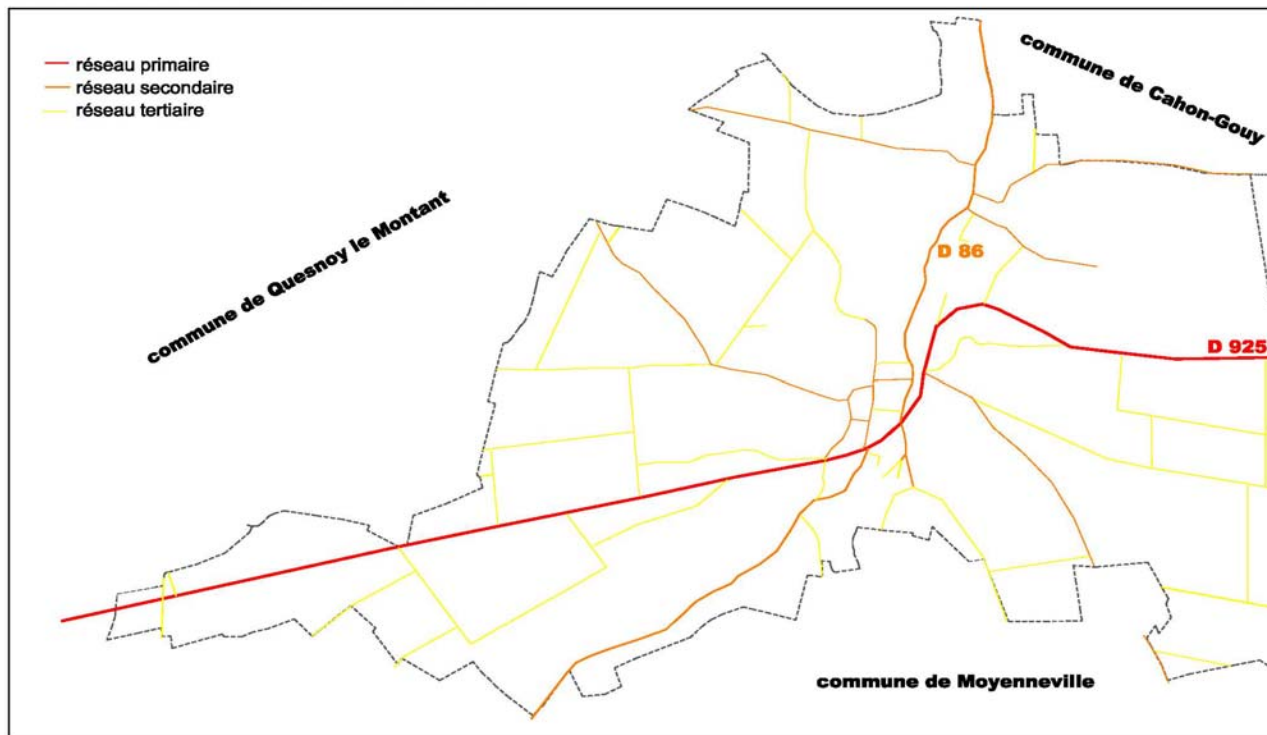 réseau primaire
réseau secondaire
réseau tertiaire
commune de Cahon-Gouy
commune de Quesnoy le Montant
D 86
D 925
commune de Moyenneville